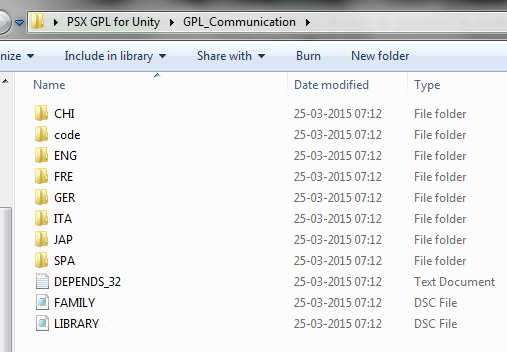 PSX GPL for Unity GPL_Communication
nize Include in library Share with Burn New folder
Name Date modified Type
CHI 25-03-2015 07:12 File folder
code 25-03-2015 07:12 File folder
ENG 25-03-2015 07:12 File folder
FRE 25-03-2015 07:12 File folder
GER 25-03-2015 07:12 File folder
ITA 25-03-2015 07:12 File folder
JAP 25-03-2015 07:12 File folder
SPA 25-03-2015 07:12 File folder
DEPENDS_32 25-03-2015 07:12 Text Document
FAMILY 25-03-2015 07:12 DSC File
LIBRARY 25-03-2015 07:12 DSC File